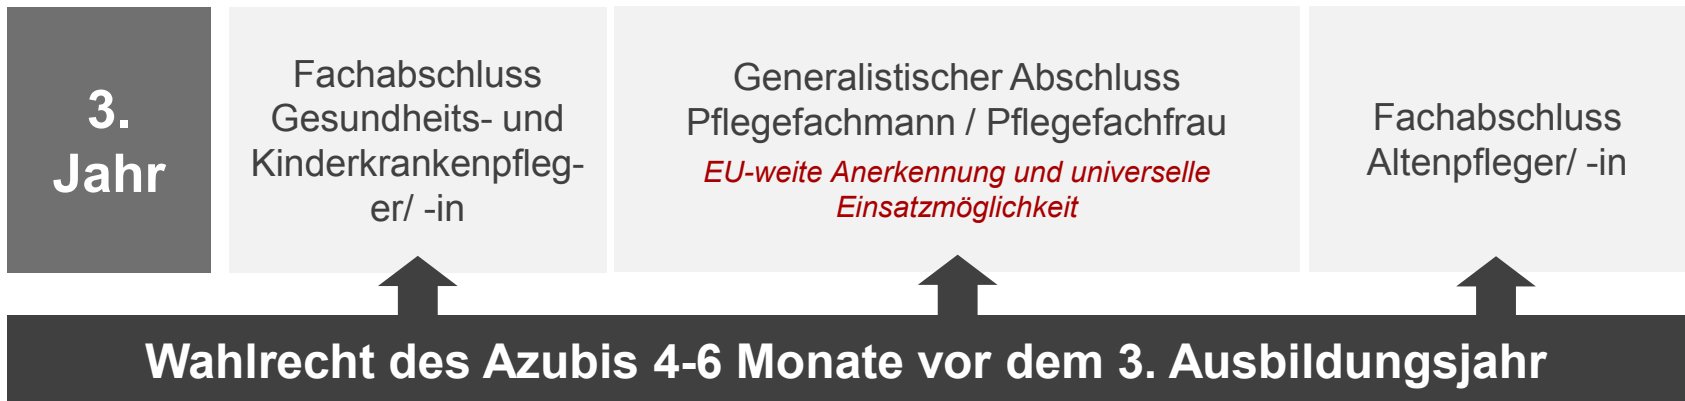 3.
Jahr
Fachabschluss
Gesundheits- und
Kinderkrankenpfleg-
er/ -in
Generalistischer Abschluss
Pflegefachmann / Pflegefachfrau
EU-weite Anerkennung und universelle
Einsatzmöglichkeit
Fachabschluss
Altenpfleger/ -in
Wahlrecht des Azubis 4-6 Monate vor dem 3. Ausbildungsjahr